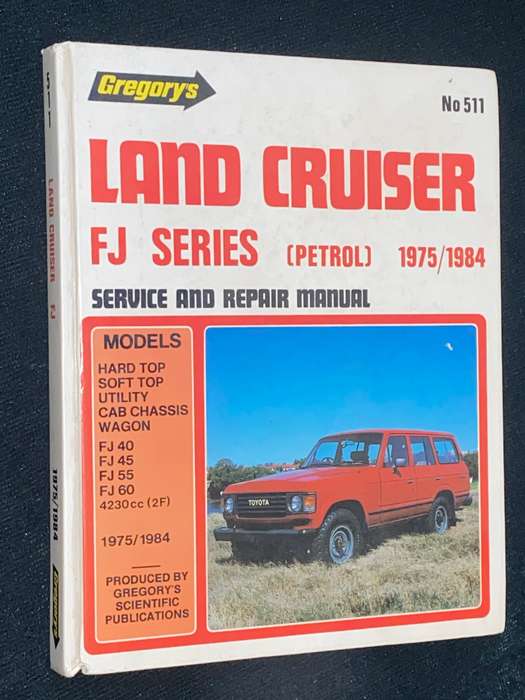 Gregory's
No 511
LAND CRUISER
FJ SERIES (PETROL) 1975/1984
SERVICE AND REPAIR MANUAL
MODELS
HARD TOP
SOFT TOP
UTILITY
CAB CHASSIS
WAGON
FJ 40
FJ 45
FJ 55
FJ 60
4230cc (2F)
1975/1984
PRODUCED BY
GREGORY'S
SCIENTIFIC
PUBLICATIONS
TOYOTA
511
LAND CRUISER FJ
1975/1984
Gregory's